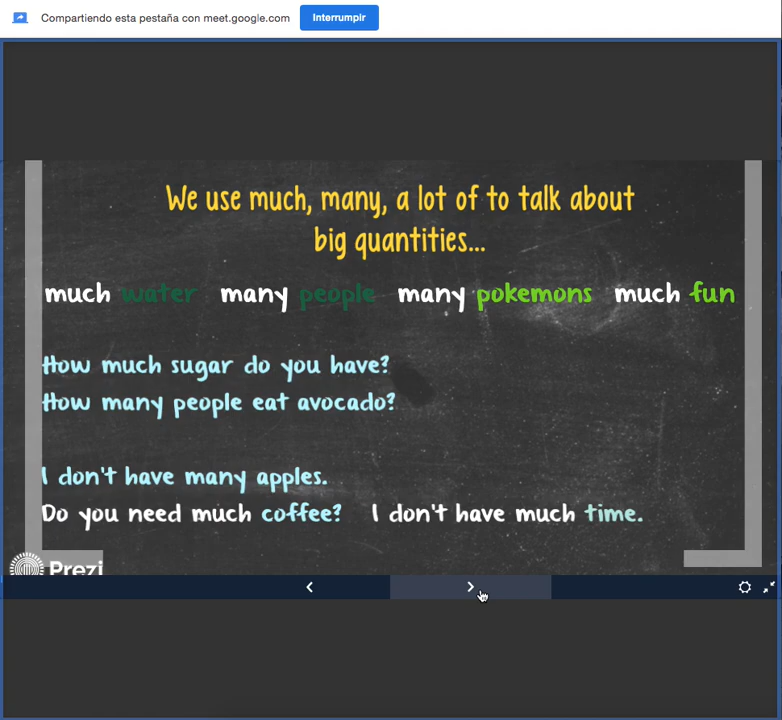 Compartiendo esta pestaña con meet.google.com Interrumpir
We use much, many, a lot of to talk about
big quantities...
much water many people many pokemons much fun
How much sugar do you have?
How many people eat avocado?
I don't have many apples.
Do you need much coffee? I don't have much time.
Prezi